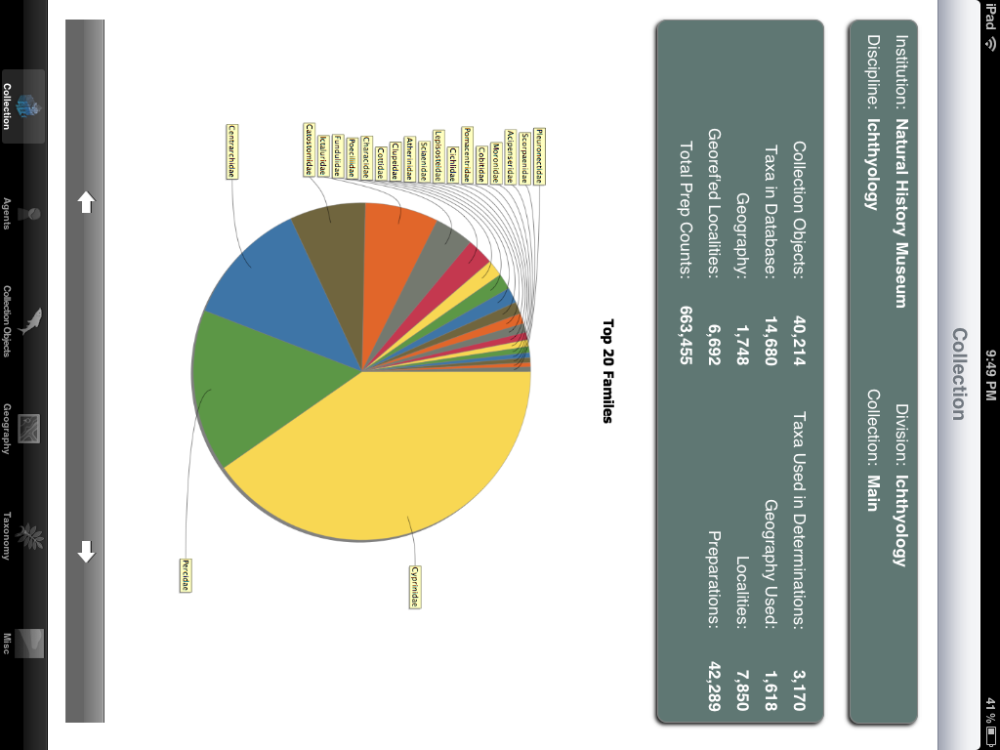 iPad 9:49 PM 41 %
Collection
Institution: Natural History Museum Division: Ichthyology
Discipline: Ichthyology Collection: Main
Collection Objects: 40,214 Taxa Used in Determinations: 3,170
Taxa in Database: 14,680 Geography Used: 1,618
Geography: 1,748 Localities: 7,850
Georef'ed Localities: 6,692 Preparations: 42,289
Total Prep Counts: 663,455
Top 20 Familes
Pleuronectidae
Scorpaenidae
Acipenseridae
Moronidae
Cobitidae
Pomacentridae
Cichlidae
Lepisosteidae
Sciaenidae
Atherinidae
Clupeidae
Cottidae
Characidae
Poeciliidae
Fundulidae
Ictaluridae
Catostomidae
Centrarchidae
Cyprinidae
Percidae
Collection Agents Collection Objects Geography Taxonomy Misc